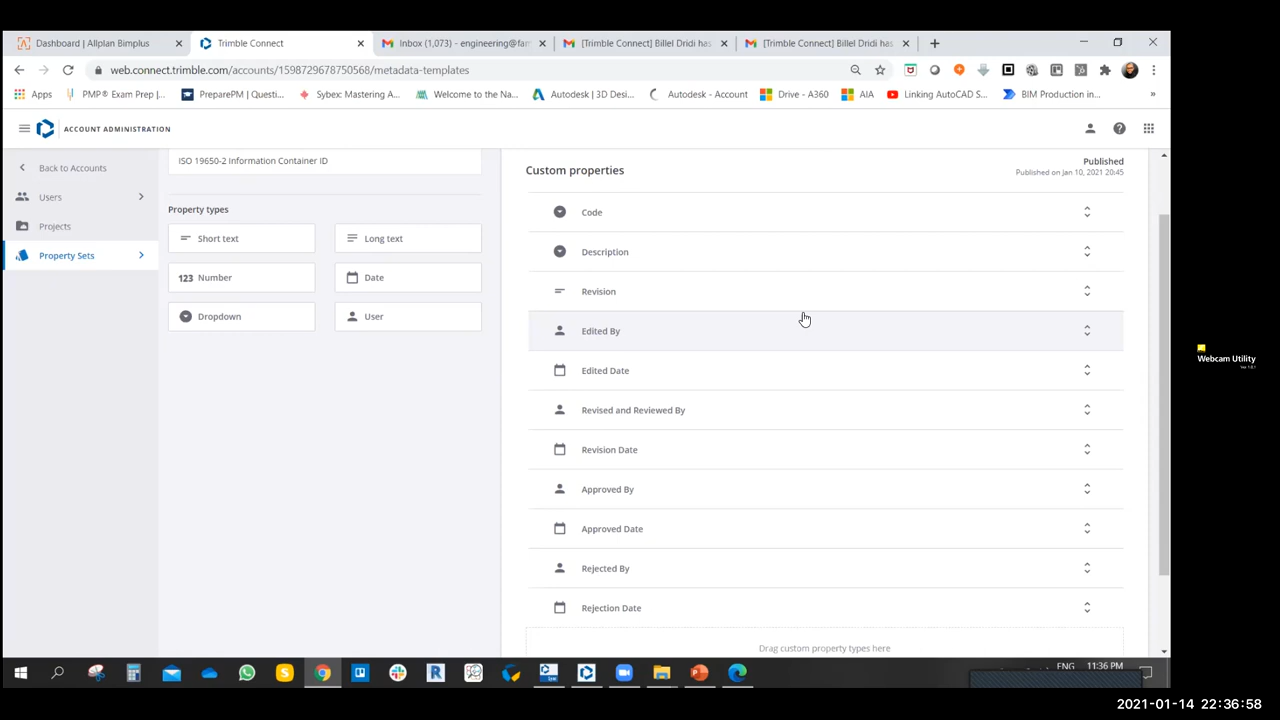 Dashboard | Allplan Bimplus
Trimble Connect
Inbox (1,073) - engineering@fam
[Trimble Connect] Billel Dridi has
[Trimble Connect] Billel Dridi has
web.connect.trimble.com/accounts/1598729678750568/metadata-templates
Apps
PMP® Exam Prep |...
PreparePM | Questi...
Sybex: Mastering A...
Welcome to the Na...
Autodesk | 3D Desi...
Autodesk - Account
Drive - A360
AIA
Linking AutoCAD S...
BIM Production in...
ACCOUNT ADMINISTRATION
Back to Accounts
Users
Projects
Property Sets
ISO 19650-2 Information Container ID
Property types
Short text
Long text
123 Number
Date
Dropdown
User
Custom properties
Published
Published on Jan 10, 2021 20:45
Code
Description
Revision
Edited By
Edited Date
Revised and Reviewed By
Revision Date
Approved By
Approved Date
Rejected By
Rejection Date
Drag custom property types here
Webcam Utility
ENG
11:36 PM
2021-01-14 22:36:58